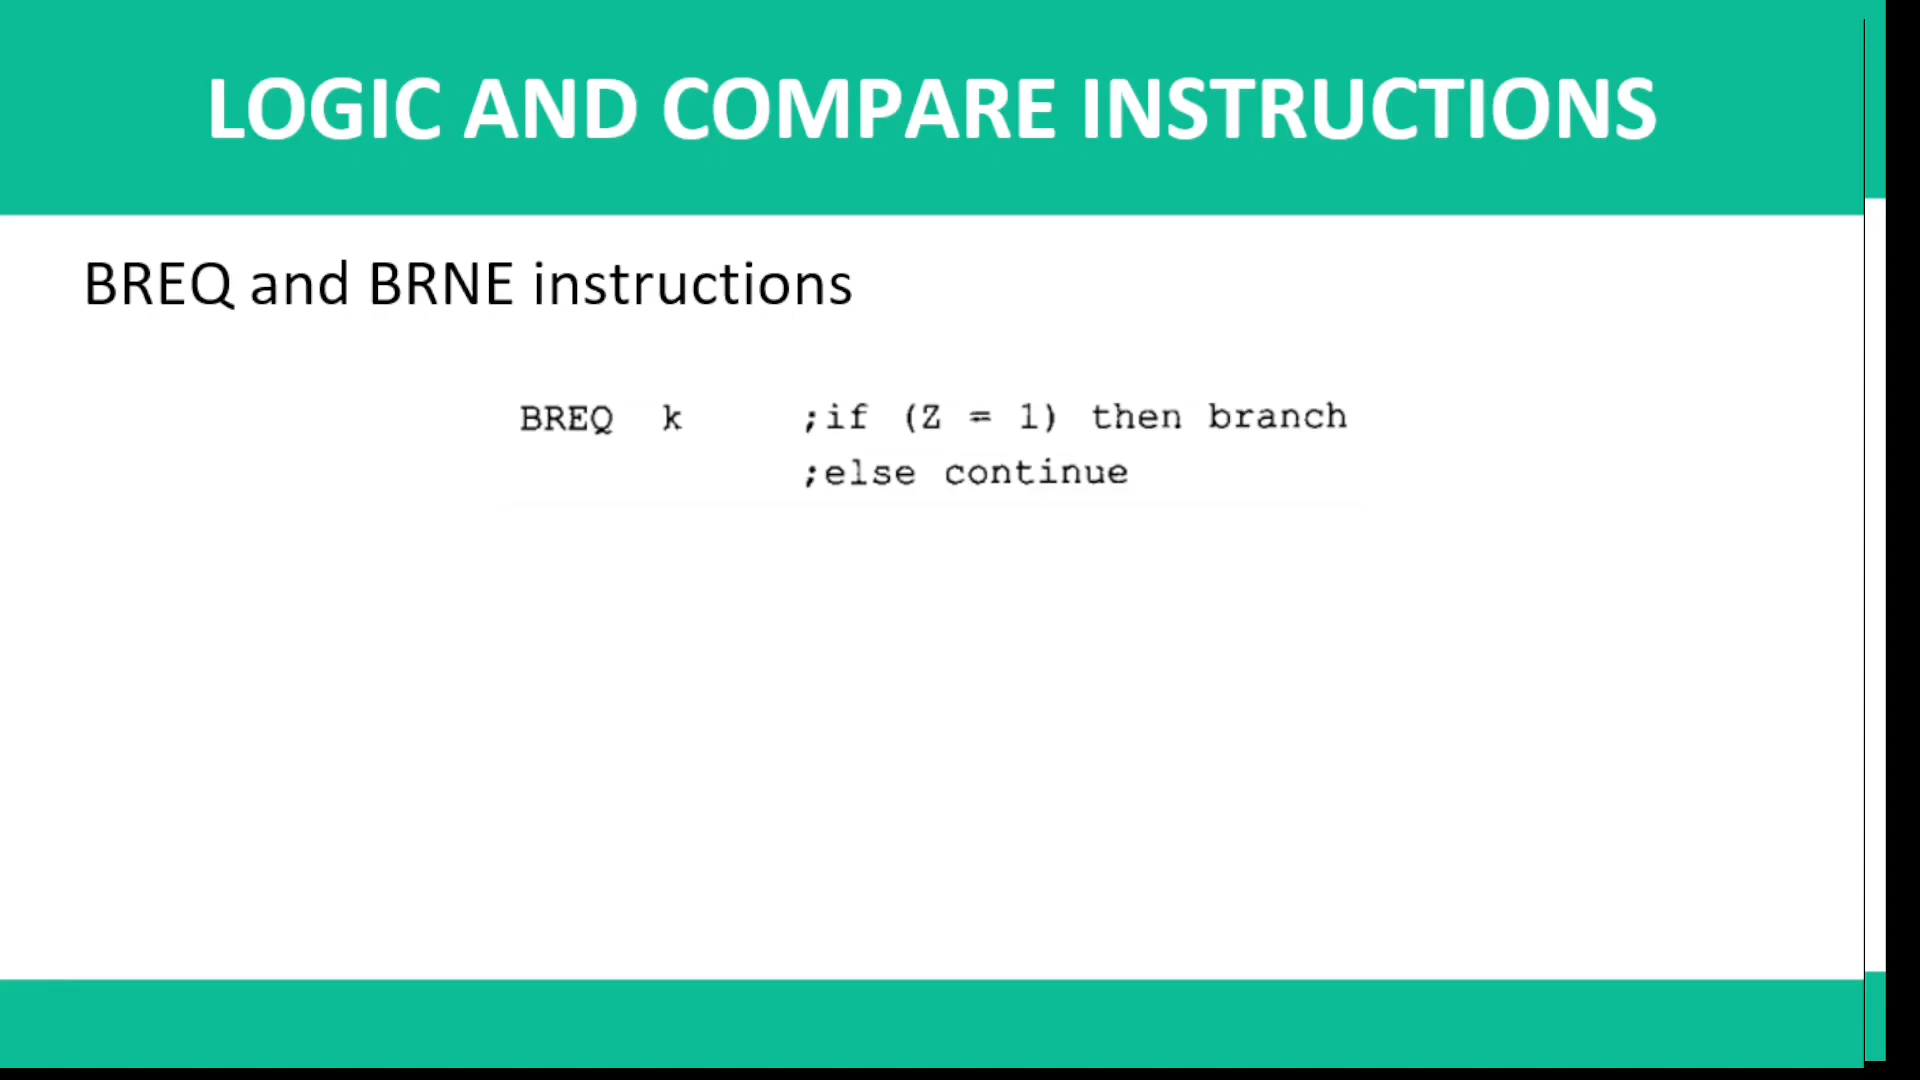 LOGIC AND COMPARE INSTRUCTIONS
BREQ and BRNE instructions
BREQ k ;if (Z = 1) then branch
;else continue